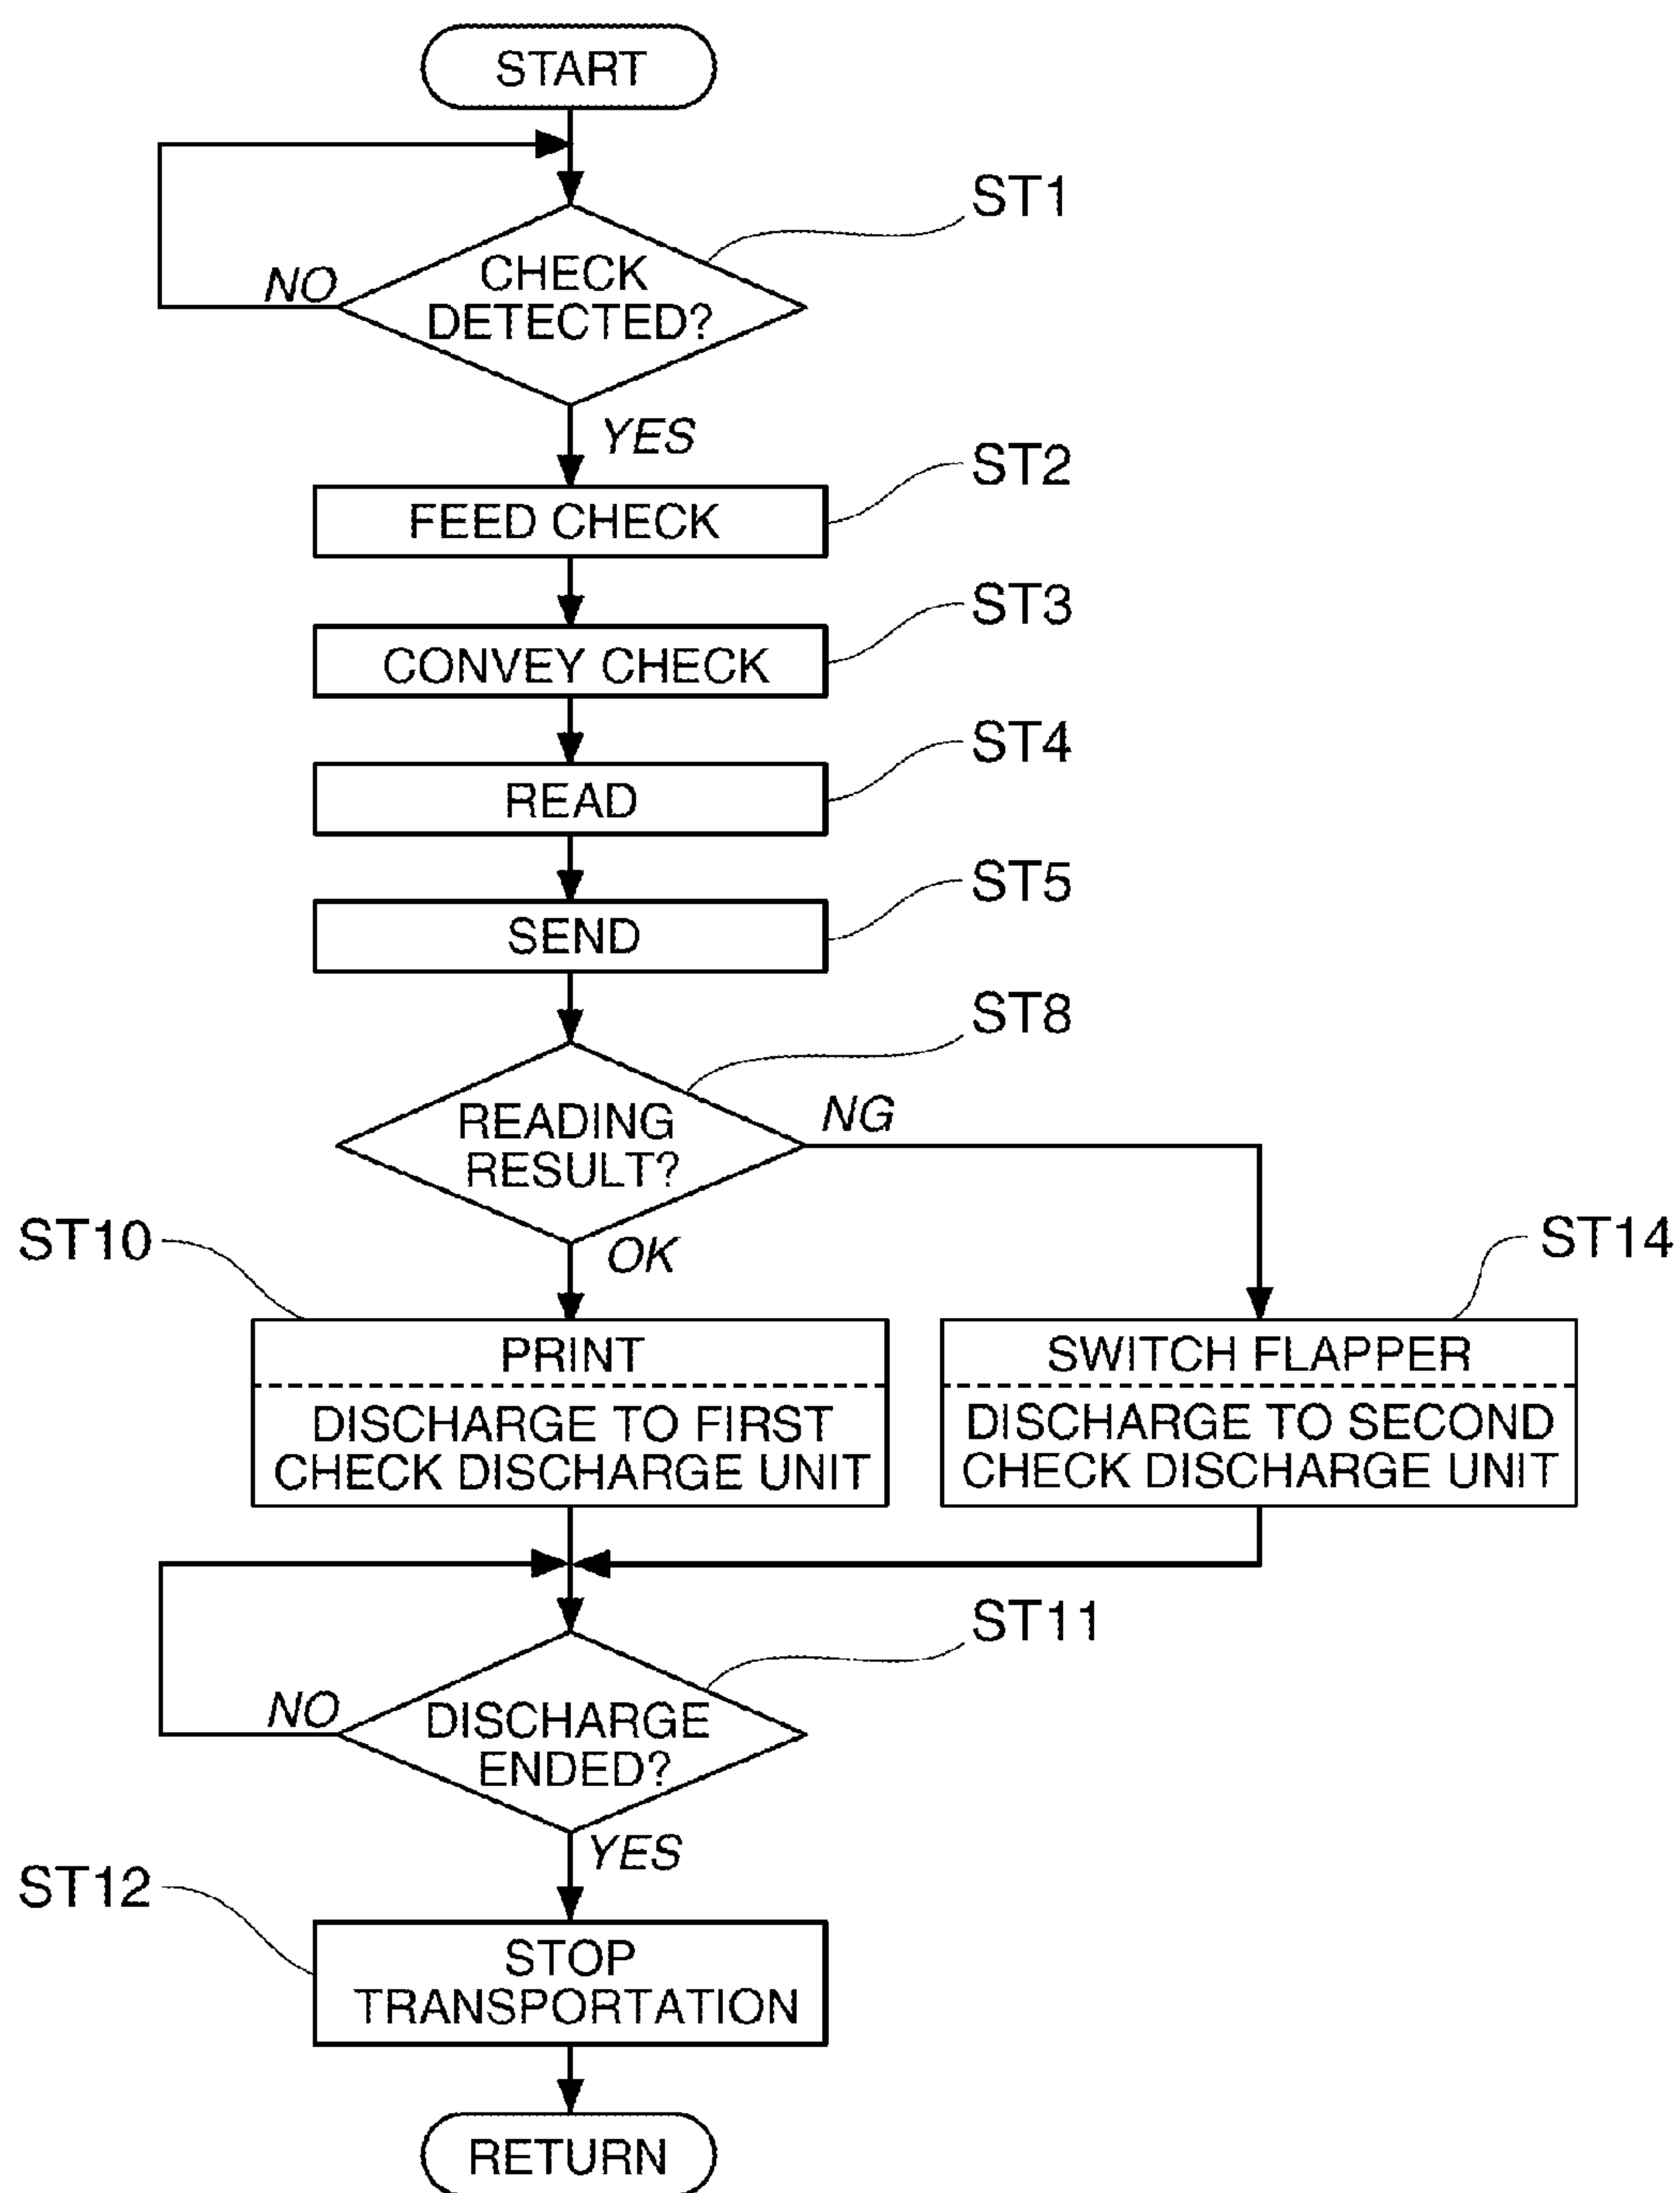 START
ST1
CHECK
DETECTED?
NO
YES
ST2
FEED CHECK
ST3
CONVEY CHECK
ST4
READ
ST5
SEND
ST8
READING
RESULT?
NG
OK
ST10
ST14
PRINT
DISCHARGE TO FIRST
CHECK DISCHARGE UNIT
SWITCH FLAPPER
DISCHARGE TO SECOND
CHECK DISCHARGE UNIT
ST11
DISCHARGE
ENDED?
NO
YES
ST12
STOP
TRANSPORTATION
RETURN